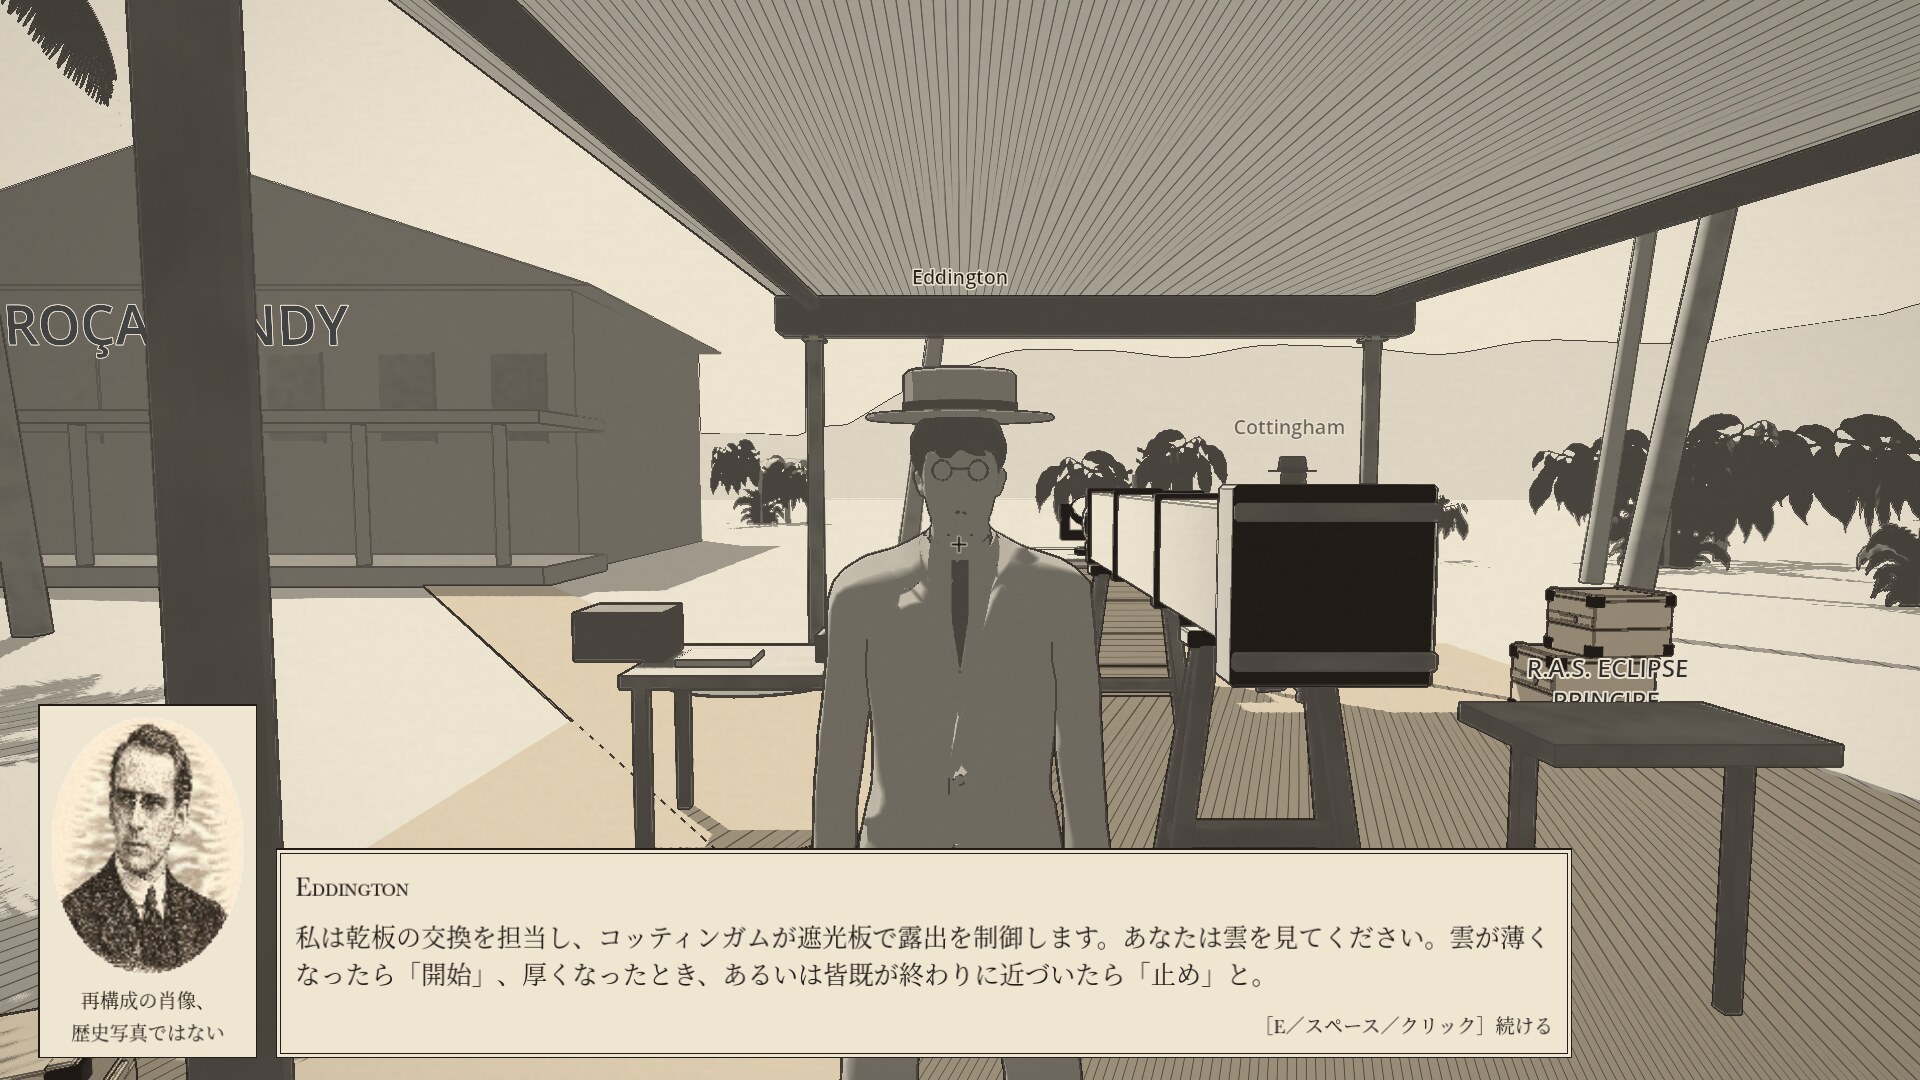 Eddington
ROÇA
NDY
Cottingham
R.A.S. ECLIPSE
PRINCIPE
EDDINGTON
私は乾板の交換を担当し、コッティンガムが遮光板で露出を制御します。あなたは雲を見てください。雲が薄く
なったら「開始」、厚くなったとき、あるいは皆既が終わりに近づいたら「止め」と。
［E／スペース／クリック］続ける
再構成の肖像、
歴史写真ではない